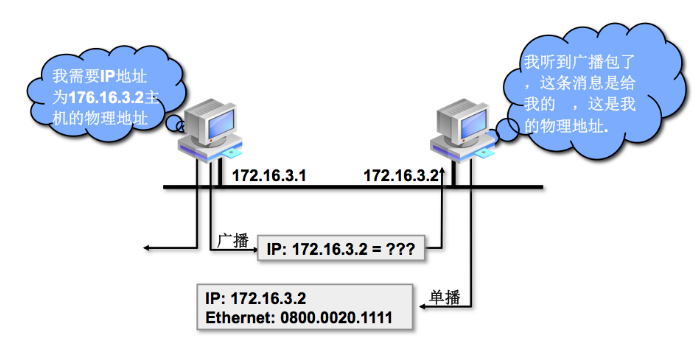 我需要IP地址
为176.16.3.2主
机的物理地址
我听到广播包了
，这条消息是给
我的 ，这是我
的物理地址.
172.16.3.1
172.16.3.2
广播
IP: 172.16.3.2 = ???
IP: 172.16.3.2
Ethernet: 0800.0020.1111
单播